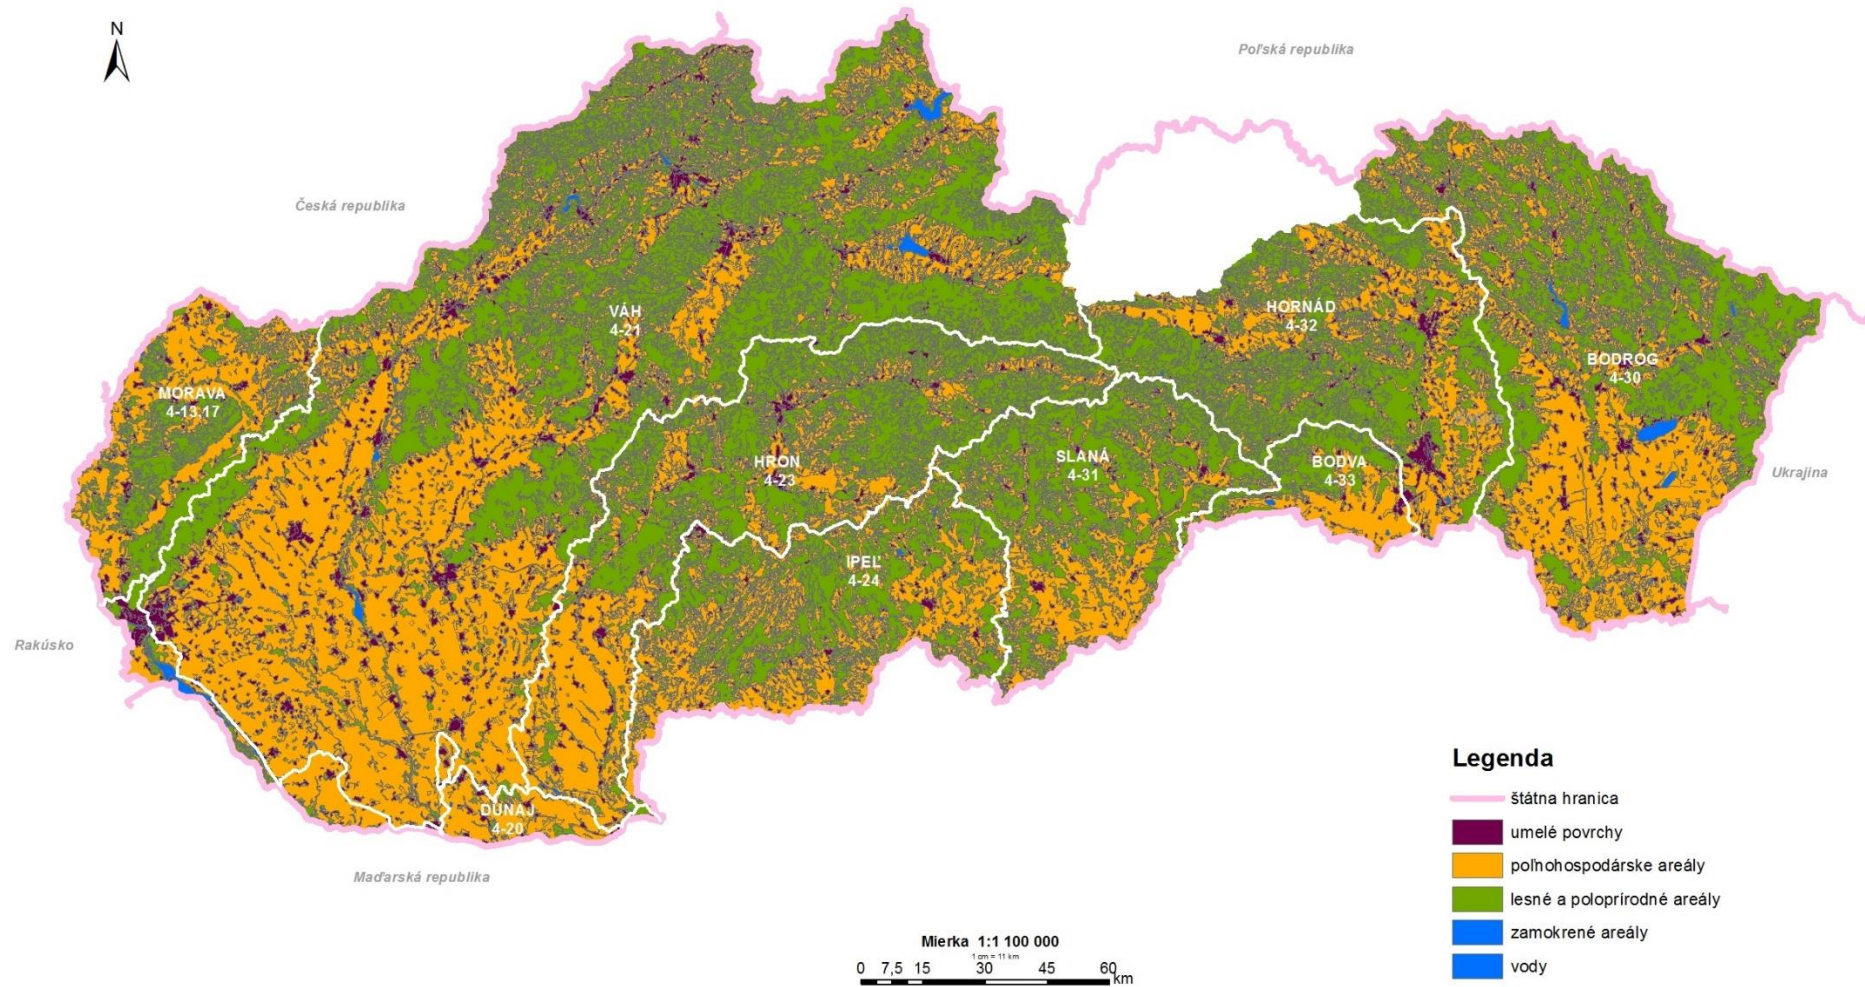 N
Poľská republika
Česká republika
VÁH
4-21
HORNÁD
4-32
BODROG
4-30
MORAVA
4-13,17
HRON
4-23
SLANÁ
4-31
BODVA
4-33
Ukrajina
IPEĽ
4-24
Rakúsko
DUNAJ
4-20
Maďarská republika
Legenda
štátna hranica
umelé povrchy
poľnohospodárske areály
lesné a poloprírodné areály
zamokrené areály
vody
Mierka 1:1 100 000
1 cm = 11 km
0 7,5 15 30 45 60
km